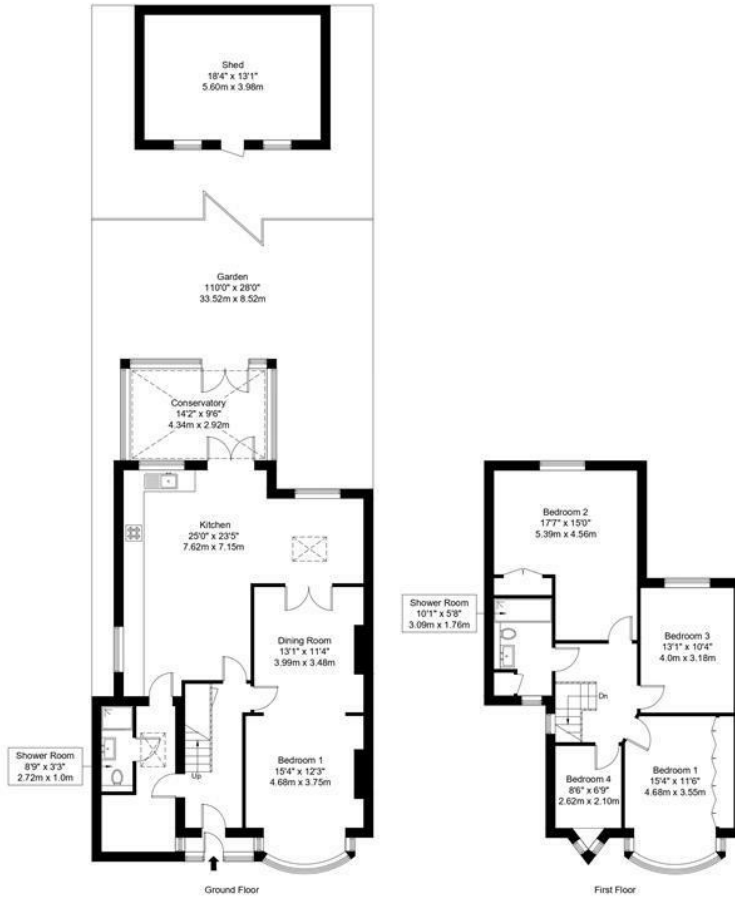 Shed
18'4" x 13'1"
5.60m x 3.98m
Garden
110'0" x 28'0"
33.52m x 8.52m
Conservatory
14'2" x 9'6"
4.34m x 2.92m
Kitchen
25'0" x 23'5"
7.62m x 7.15m
Dining Room
13'1" x 11'4"
3.99m x 3.48m
Shower Room
8'9" x 3'3"
2.72m x 1.0m
Up
Bedroom 1
15'4" x 12'3"
4.68m x 3.75m
Ground Floor
Bedroom 2
17'7" x 15'0"
5.39m x 4.56m
Shower Room
10'1" x 5'8"
3.09m x 1.76m
Bedroom 3
13'1" x 10'4"
4.0m x 3.18m
Dn
Bedroom 4
8'6" x 6'9"
2.62m x 2.10m
Bedroom 1
15'4" x 11'6"
4.68m x 3.55m
First Floor